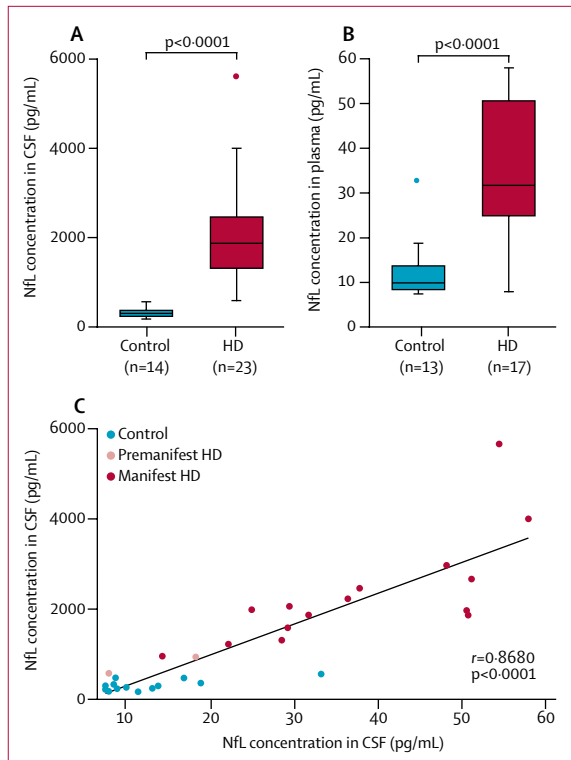 A
p<0·0001
NfL concentration in CSF (pg/mL)
6000
4000
2000
0
Control
(n=14)
HD
(n=23)
B
p<0·0001
NfL concentration in plasma (pg/mL)
60
50
40
30
20
10
0
Control
(n=13)
HD
(n=17)
C
NfL concentration in CSF (pg/mL)
6000
4000
2000
0
Control
Premanifest HD
Manifest HD
r=0·8680
p<0·0001
10 20 30 40 50 60
NfL concentration in CSF (pg/mL)